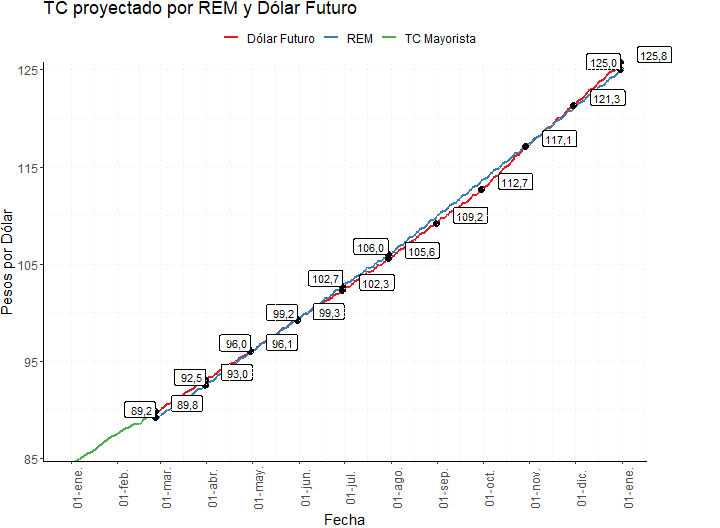 TC proyectado por REM y Dólar Futuro
Dólar Futuro REM TC Mayorista
Pesos por Dólar
125
115
105
95
85
125,8
125,0
121,3
117,1
112,7
109,2
106,0
105,6
102,7
102,3
99,2
99,3
96,0
96,1
92,5
93,0
89,2
89,8
01-ene.
01-feb.
01-mar.
01-abr.
01-may.
01-jun.
01-jul.
01-ago.
01-sep.
01-oct.
01-nov.
01-dic.
01-ene.
Fecha